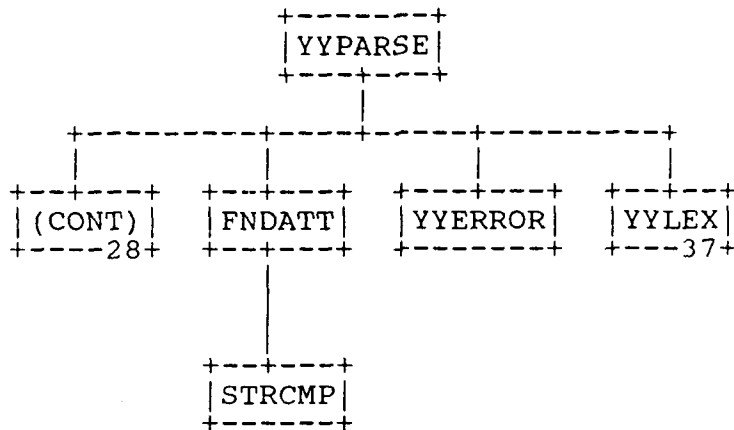 YYPARSE
(CONT) FNDATT YYERROR YYLEX
28 37
STRCMP